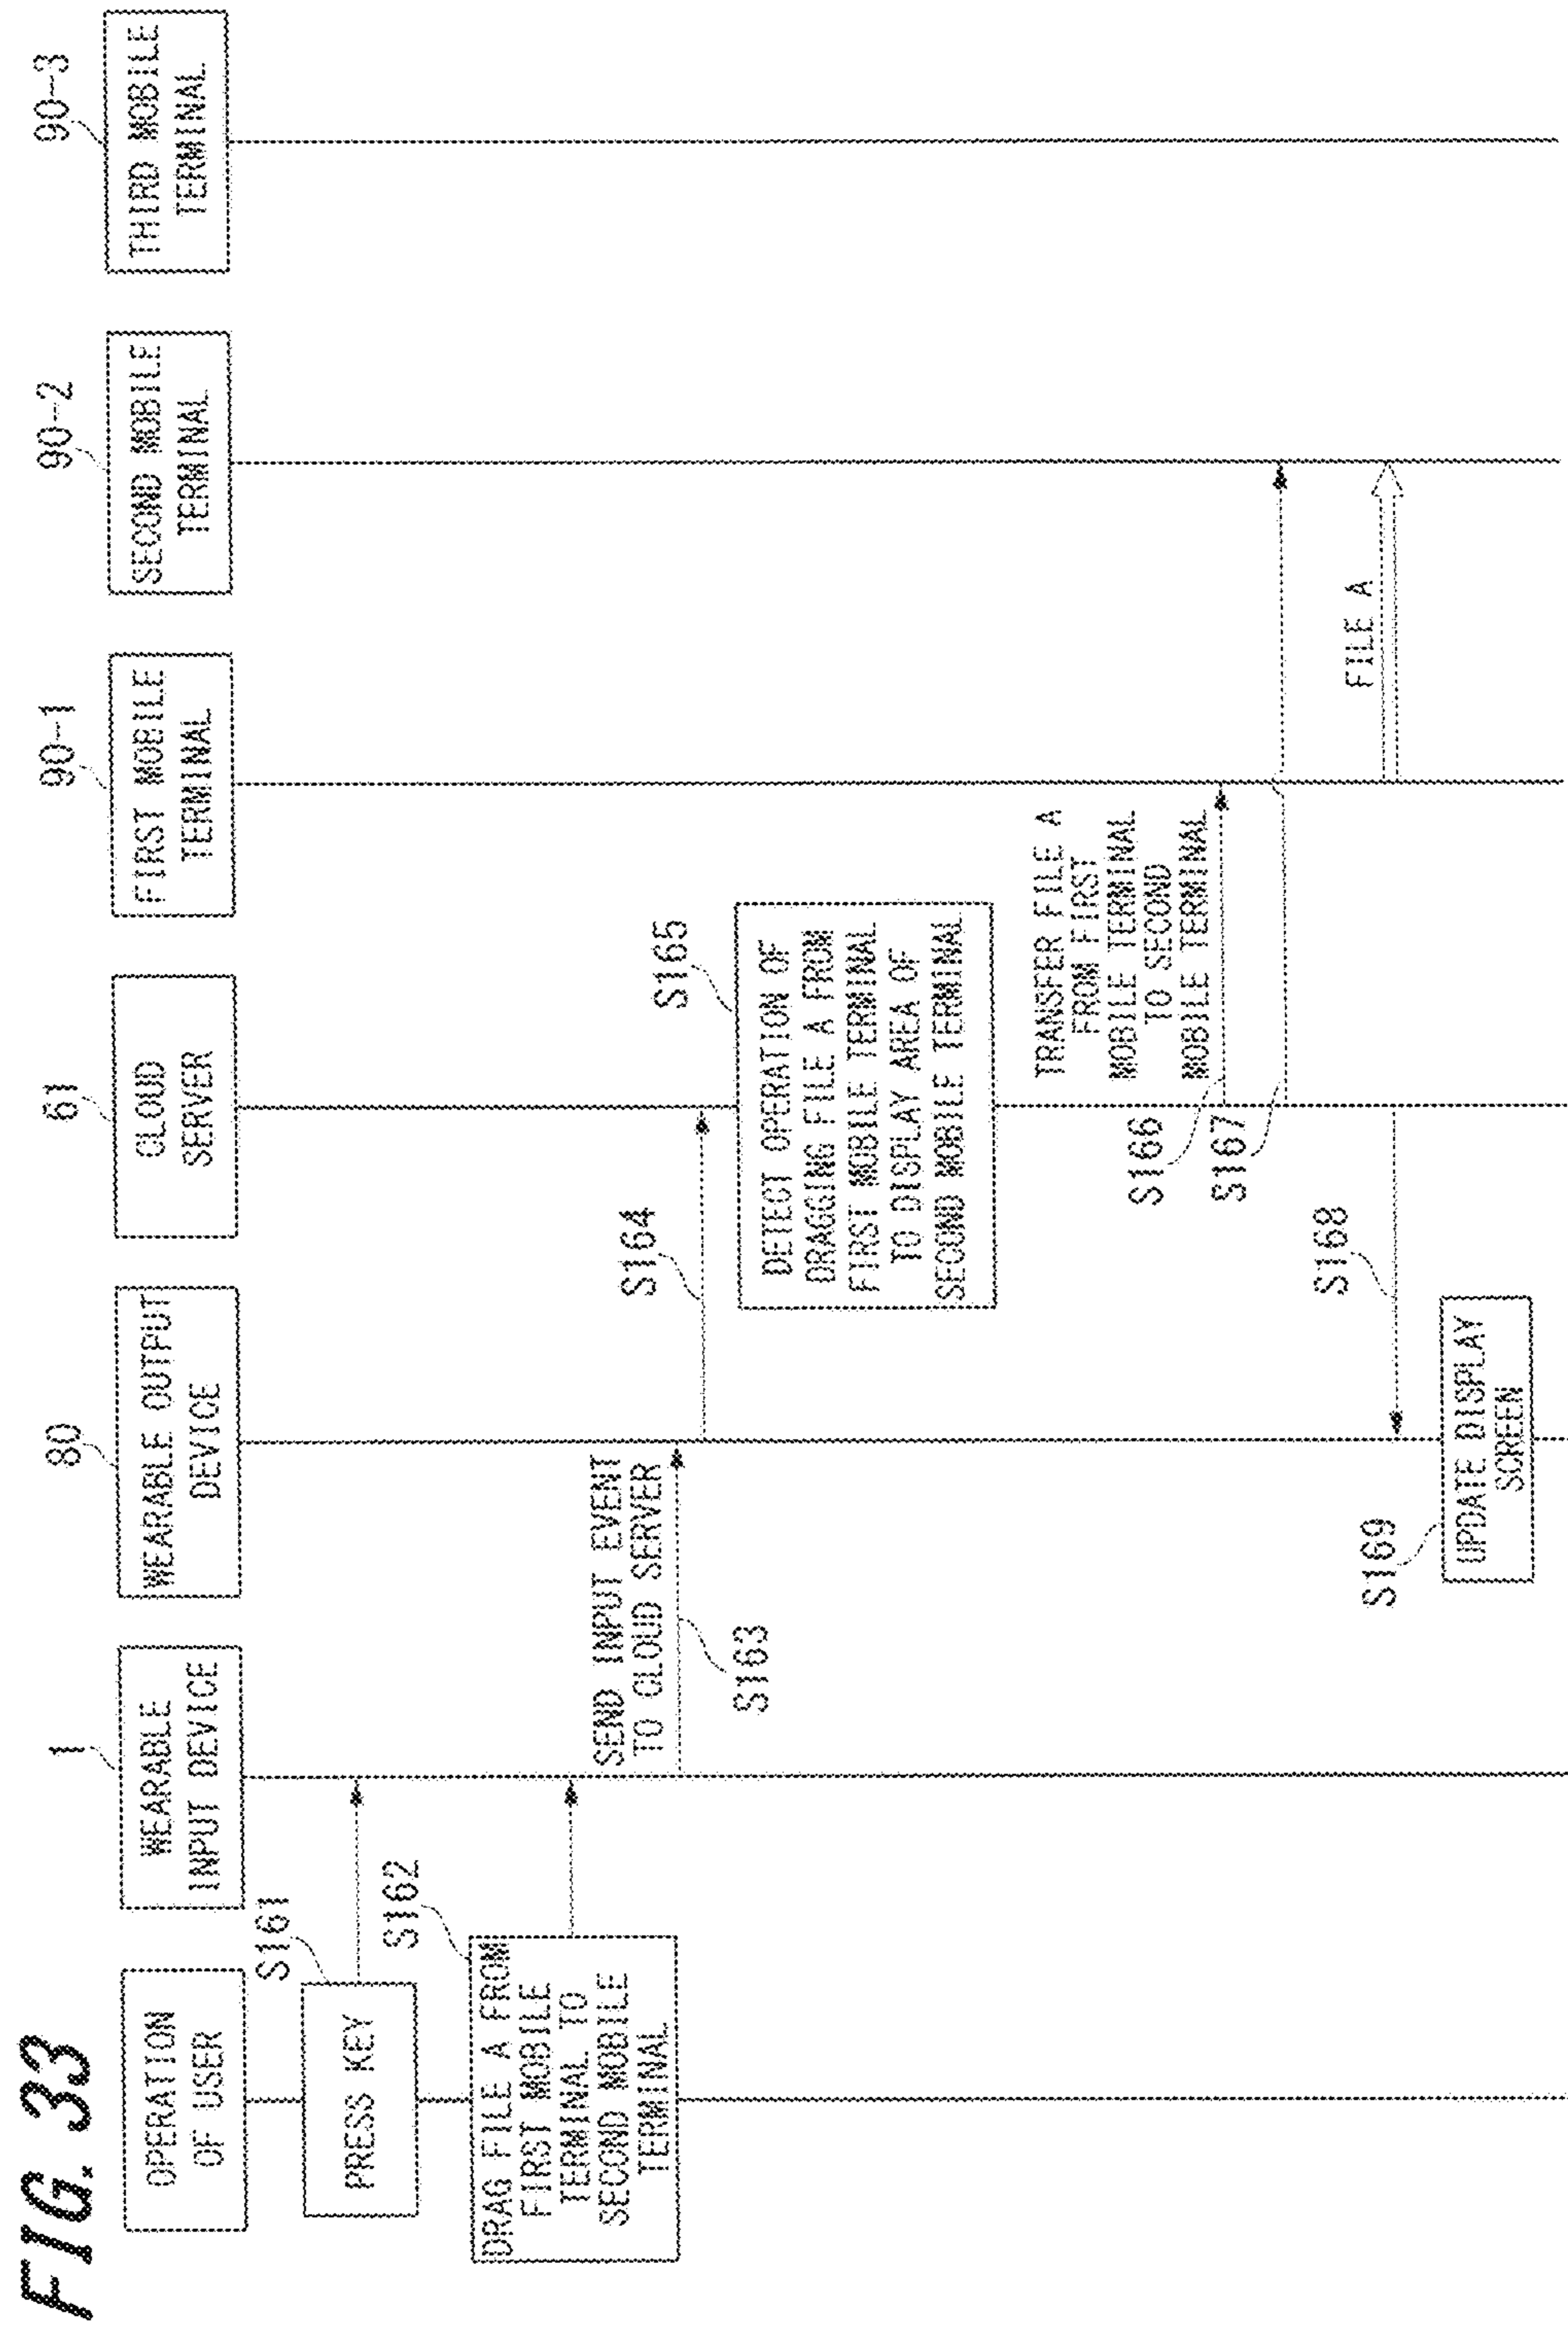 FIG. 33
OPERATION
OF USER
1
WEARABLE
INPUT DEVICE
80
WEARABLE OUTPUT
DEVICE
61
CLOUD
SERVER
90-1
FIRST MOBILE
TERMINAL
90-2
SECOND MOBILE
TERMINAL
90-3
THIRD MOBILE
TERMINAL
S161
PRESS KEY
S162
DRAG FILE A FROM
FIRST MOBILE
TERMINAL TO
SECOND MOBILE
TERMINAL
SEND INPUT EVENT
TO CLOUD SERVER
S163
S164
S165
DETECT OPERATION OF
DRAGGING FILE A FROM
FIRST MOBILE TERMINAL
TO DISPLAY AREA OF
SECOND MOBILE TERMINAL
TRANSFER FILE A
FROM FIRST
MOBILE TERMINAL
TO SECOND
MOBILE TERMINAL
S166
S167
FILE A
S168
S169
UPDATE DISPLAY
SCREEN